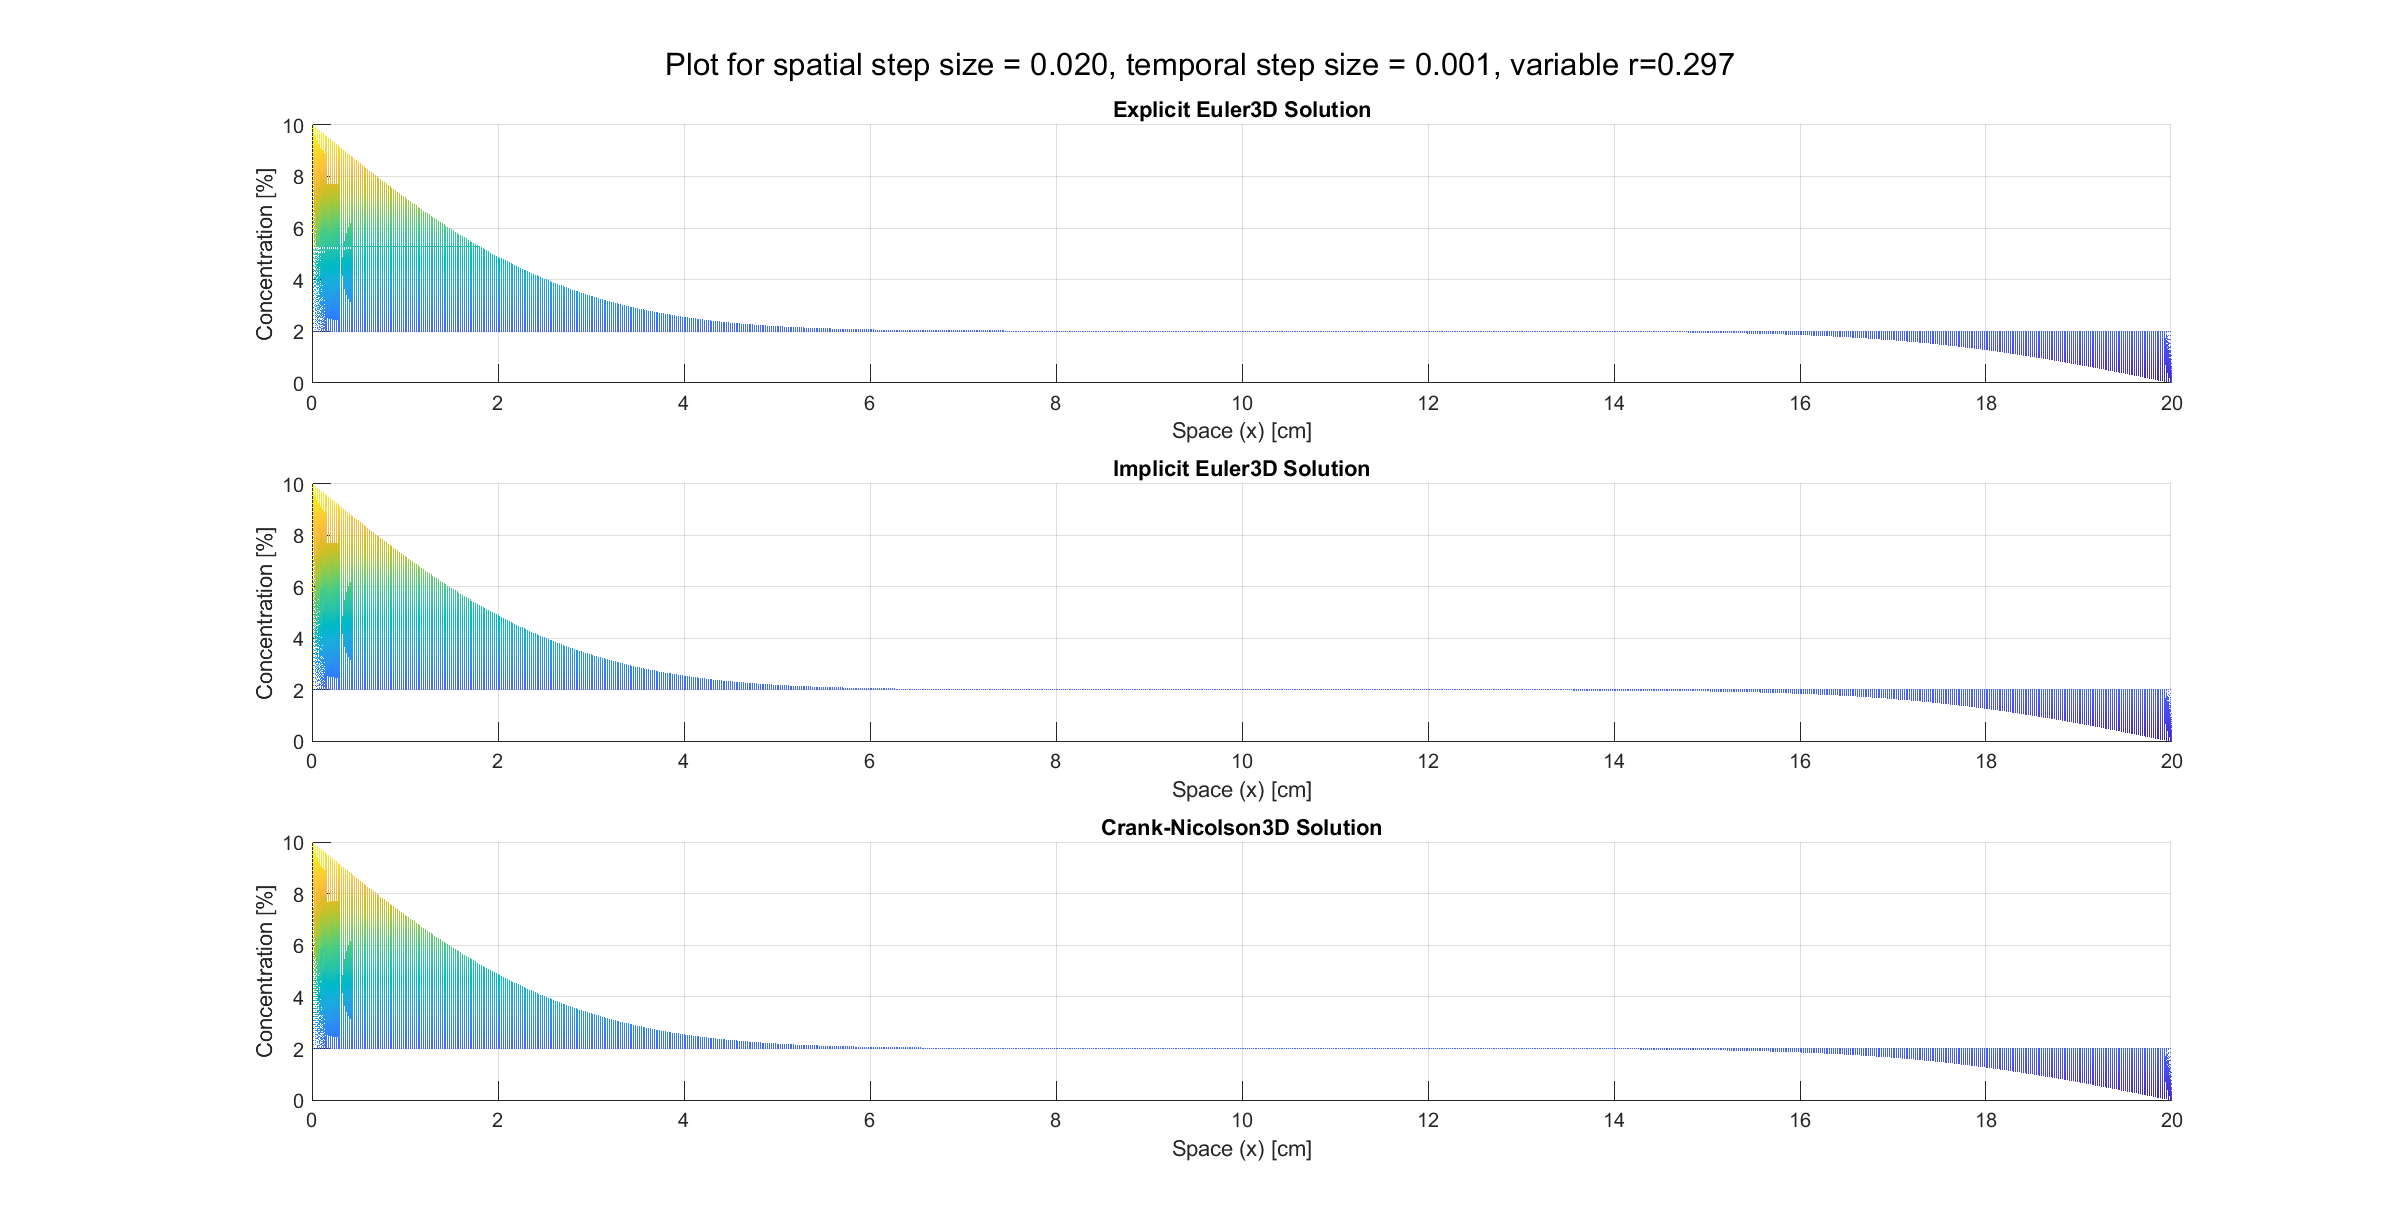 Plot for spatial step size = 0.020, temporal step size = 0.001, variable r=0.297
Explicit Euler3D Solution
10
8
6
4
2
0
Concentration [%]
0 2 4 6 8 10 12 14 16 18 20
Space (x) [cm]
Implicit Euler3D Solution
10
8
6
4
2
0
Concentration [%]
0 2 4 6 8 10 12 14 16 18 20
Space (x) [cm]
Crank-Nicolson3D Solution
10
8
6
4
2
0
Concentration [%]
0 2 4 6 8 10 12 14 16 18 20
Space (x) [cm]